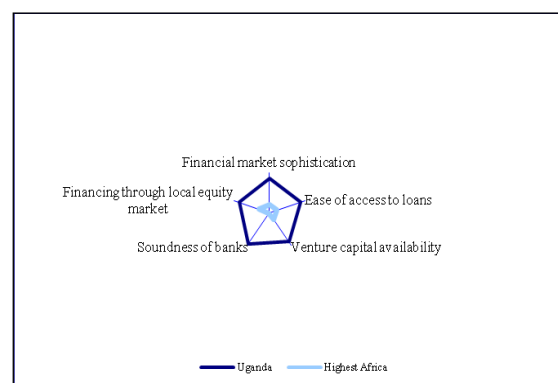 Financial market sophistication
Financing through local equity
market
Ease of access to loans
Soundness of banks
Venture capital availability
Uganda
Highest Africa